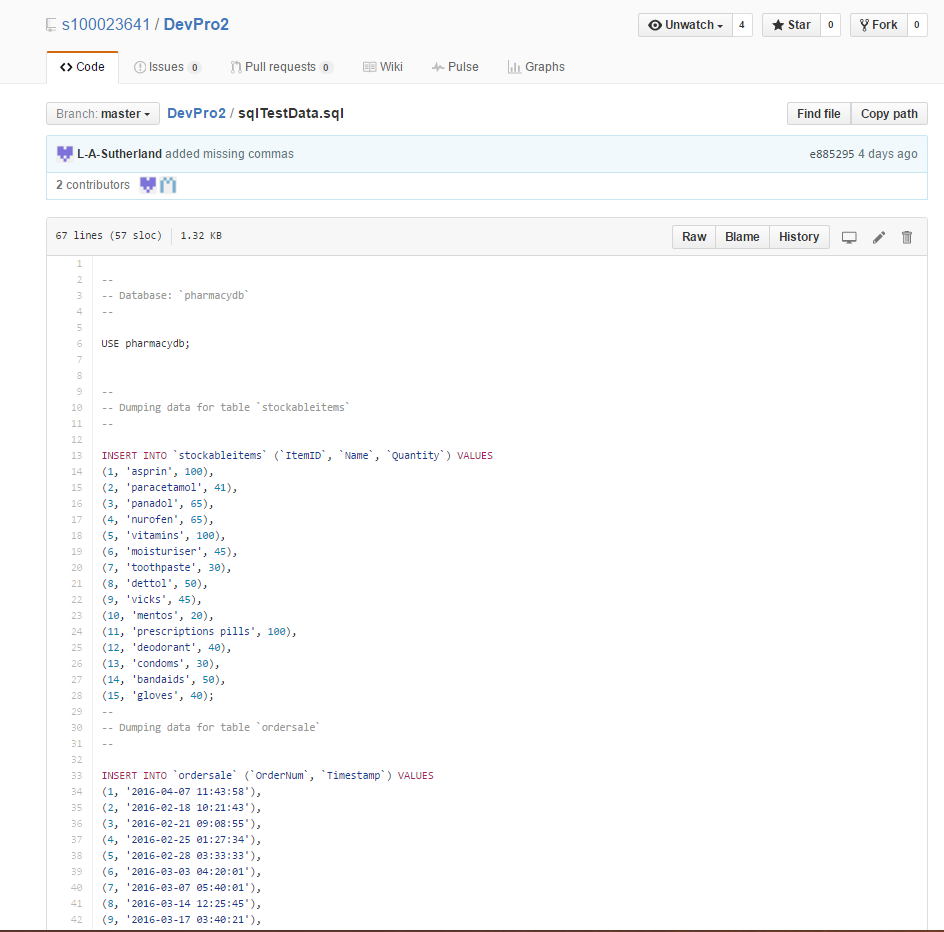 s100023641 / DevPro2
Unwatch 4 Star 0 Fork 0
Code Issues 0 Pull requests 0 Wiki Pulse Graphs
Branch: master DevPro2 / sqlTestData.sql Find file Copy path
L-A-Sutherland added missing commas e885295 4 days ago
2 contributors
67 lines (57 sloc) 1.32 KB Raw Blame History
1
2 --
3 -- Database: `pharmacydb`
4 --
5
6 USE pharmacydb;
7
8
9 --
10 -- Dumping data for table `stockableitems`
11 --
12
13 INSERT INTO `stockableitems` (`ItemID`, `Name`, `Quantity`) VALUES
14 (1, 'asprin', 100),
15 (2, 'paracetamol', 41),
16 (3, 'panadol', 65),
17 (4, 'nurofen', 65),
18 (5, 'vitamins', 100),
19 (6, 'moisturiser', 45),
20 (7, 'toothpaste', 30),
21 (8, 'dettol', 50),
22 (9, 'vicks', 45),
23 (10, 'mentos', 20),
24 (11, 'prescriptions pills', 100),
25 (12, 'deodorant', 40),
26 (13, 'condoms', 30),
27 (14, 'bandaids', 50),
28 (15, 'gloves', 40);
29 --
30 -- Dumping data for table `ordersale`
31 --
32
33 INSERT INTO `ordersale` (`OrderNum`, `Timestamp`) VALUES
34 (1, '2016-04-07 11:43:58'),
35 (2, '2016-02-18 10:21:43'),
36 (3, '2016-02-21 09:08:55'),
37 (4, '2016-02-25 01:27:34'),
38 (5, '2016-02-28 03:33:33'),
39 (6, '2016-03-03 04:20:01'),
40 (7, '2016-03-07 05:40:01'),
41 (8, '2016-03-14 12:25:45'),
42 (9, '2016-03-17 03:40:21'),